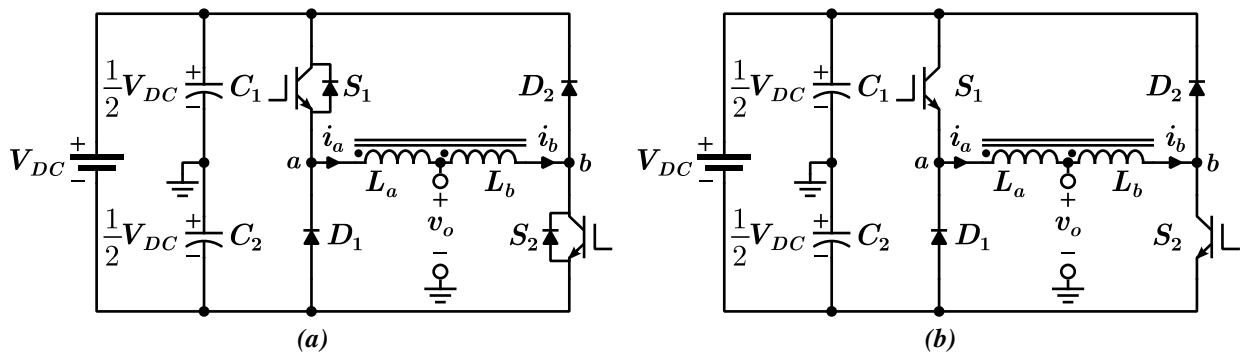 1/2 V_DC + − C_1 S_1 D_2
i_a i_b
V_DC + − a b
L_a L_b
+
1/2 V_DC + − C_2 D_1 v_o S_2
−
(a)
1/2 V_DC + − C_1 S_1 D_2
i_a i_b
V_DC + − a b
L_a L_b
+
1/2 V_DC + − C_2 D_1 v_o S_2
−
(b)